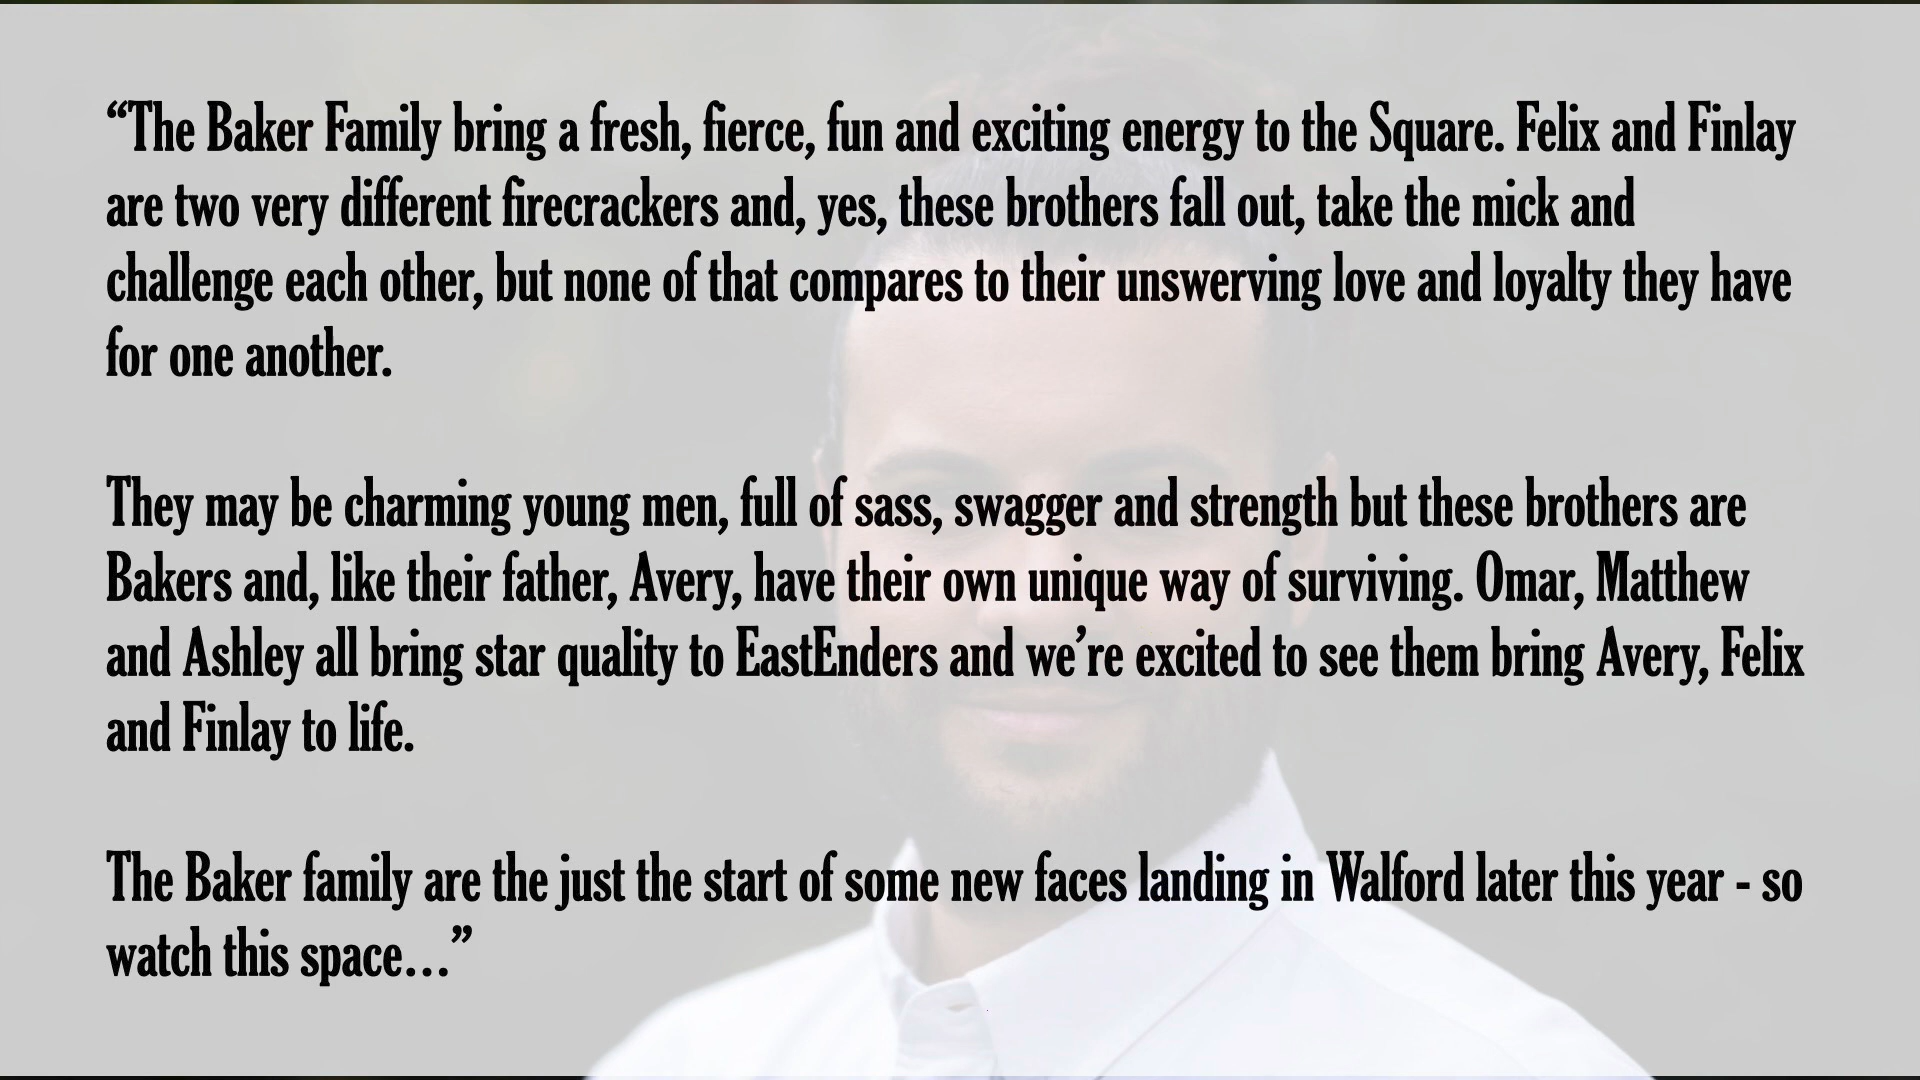 “The Baker Family bring a fresh, fierce, fun and exciting energy to the Square. Felix and Finlay
are two very different firecrackers and, yes, these brothers fall out, take the mick and
challenge each other, but none of that compares to their unswerving love and loyalty they have
for one another.
They may be charming young men, full of sass, swagger and strength but these brothers are
Bakers and, like their father, Avery, have their own unique way of surviving. Omar, Matthew
and Ashley all bring star quality to EastEnders and we’re excited to see them bring Avery, Felix
and Finlay to life.
The Baker family are the just the start of some new faces landing in Walford later this year - so
watch this space…”